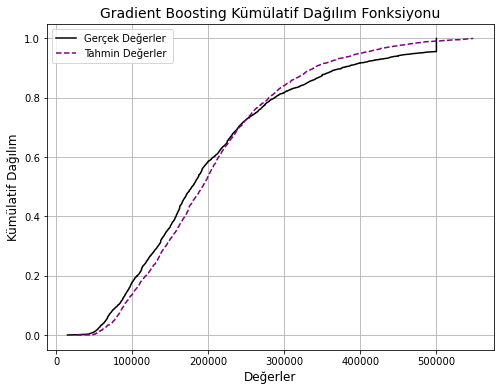 Gradient Boosting Kümülatif Dağılım Fonksiyonu
Gerçek Değerler
Tahmin Değerler
Kümülatif Dağılım
1.0
0.8
0.6
0.4
0.2
0.0
0 100000 200000 300000 400000 500000
Değerler